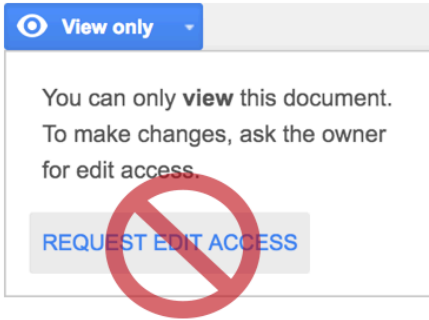 View only
You can only view this document.
To make changes, ask the owner
for edit access.
REQUEST EDIT ACCESS